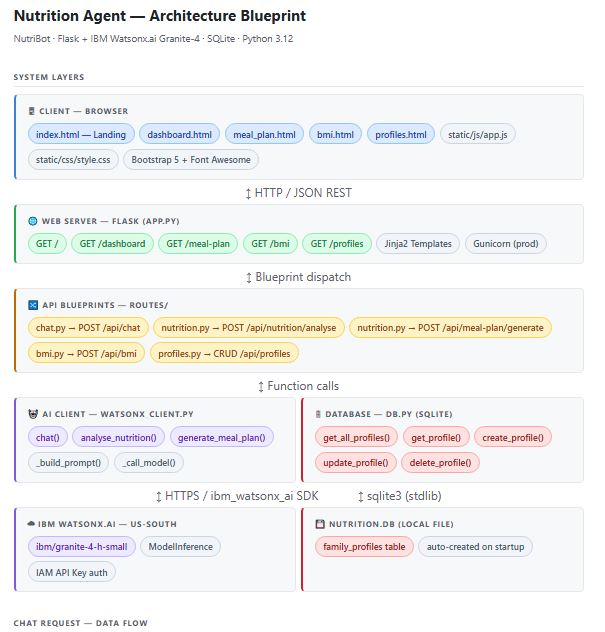 Nutrition Agent — Architecture Blueprint
NutriBot · Flask + IBM Watsonx.ai Granite-4 · SQLite · Python 3.12
SYSTEM LAYERS
CLIENT — BROWSER
index.html — Landing dashboard.html meal_plan.html bmi.html profiles.html static/js/app.js
static/css/style.css Bootstrap 5 + Font Awesome
↕ HTTP / JSON REST
WEB SERVER — FLASK (APP.PY)
GET / GET /dashboard GET /meal-plan GET /bmi GET /profiles Jinja2 Templates Gunicorn (prod)
↕ Blueprint dispatch
API BLUEPRINTS — ROUTES/
chat.py → POST /api/chat nutrition.py → POST /api/nutrition/analyse nutrition.py → POST /api/meal-plan/generate
bmi.py → POST /api/bmi profiles.py → CRUD /api/profiles
↕ Function calls
AI CLIENT — WATSONX CLIENT.PY
chat() analyse_nutrition() generate_meal_plan()
_build_prompt() _call_model()
DATABASE — DB.PY (SQLITE)
get_all_profiles() get_profile() create_profile()
update_profile() delete_profile()
↕ HTTPS / ibm_watsonx_ai SDK ↕ sqlite3 (stdlib)
IBM WATSONX.AI — US-SOUTH
ibm/granite-4-h-small ModelInference
IAM API Key auth
NUTRITION.DB (LOCAL FILE)
family_profiles table auto-created on startup
CHAT REQUEST — DATA FLOW